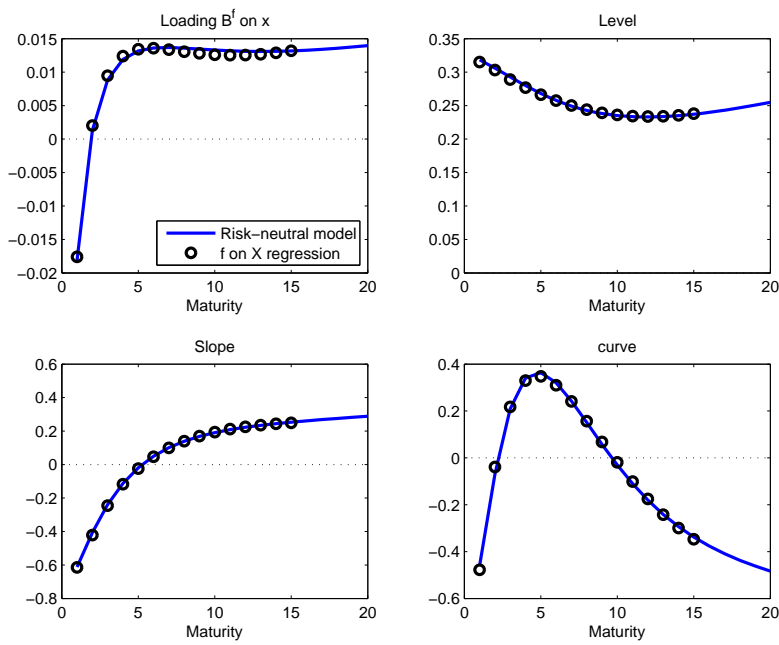 Loading B^f on x
0.015
0.01
0.005
0
−0.005
−0.01
−0.015
−0.02
0 5 10 15 20
Maturity
Risk−neutral model
f on X regression
Level
0.35
0.3
0.25
0.2
0.15
0.1
0.05
0
0 5 10 15 20
Maturity
Slope
0.6
0.4
0.2
0
−0.2
−0.4
−0.6
−0.8
0 5 10 15 20
Maturity
curve
0.4
0.2
0
−0.2
−0.4
−0.6
0 5 10 15 20
Maturity